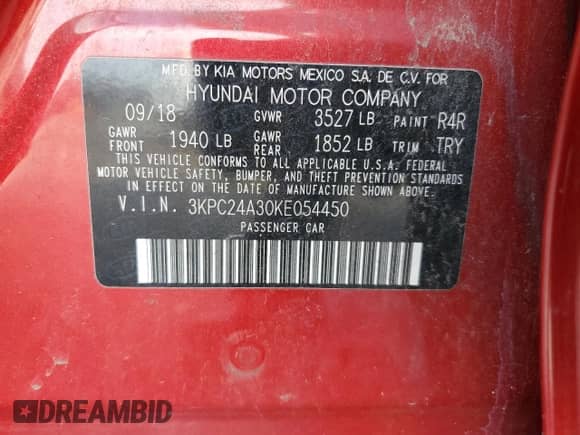 MFD. BY KIA MOTORS MEXICO S.A. DE C.V. FOR
HYUNDAI MOTOR COMPANY
09/18 GVWR 3527 LB PAINT R4R
GAWR FRONT 1940 LB GAWR REAR 1852 LB TRIM TRY
THIS VEHICLE CONFORMS TO ALL APPLICABLE U.S.A. FEDERAL
MOTOR VEHICLE SAFETY, BUMPER, AND THEFT PREVENTION STANDARDS
IN EFFECT ON THE DATE OF MANUFACTURE SHOWN ABOVE.
V.I.N. 3KPC24A30KE054450
PASSENGER CAR
DREAMBID